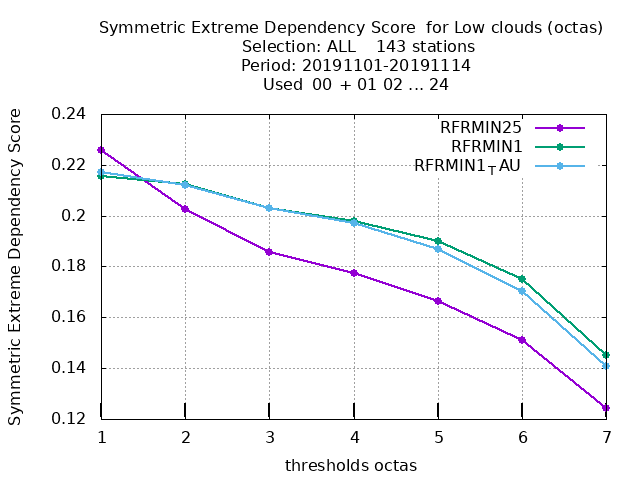 Symmetric Extreme Dependency Score for Low clouds (octas)
Selection: ALL 143 stations
Period: 20191101-20191114
Used 00 + 01 02 ... 24
Symmetric Extreme Dependency Score
0.24
0.22
0.2
0.18
0.16
0.14
0.12
RFRMIN25
RFRMIN1
RFRMIN1TAU
1 2 3 4 5 6 7
thresholds octas